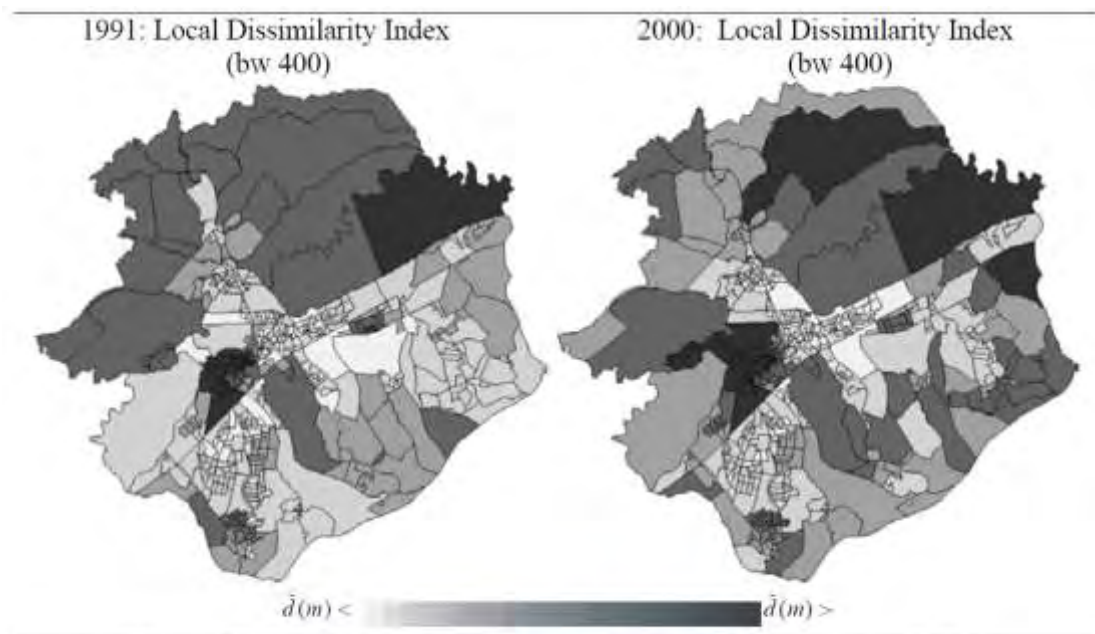 1991: Local Dissimilarity Index
(bw 400)
2000: Local Dissimilarity Index
(bw 400)
d̆(m) <
d̆(m) >